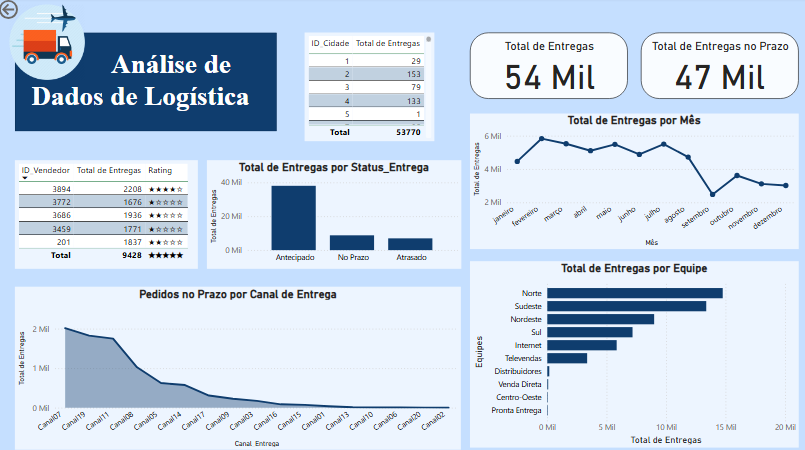 Análise de
Dados de Logística
ID_Cidade Total de Entregas
1 29
2 153
3 79
4 133
5 1
Total 53770
Total de Entregas
54 Mil
Total de Entregas no Prazo
47 Mil
ID_Vendedor Total de Entregas Rating
3894 2208 ★★★★☆
3772 1676 ★☆☆☆☆
3686 1936 ★★☆☆☆
3459 1771 ★☆☆☆☆
201 1837 ★★☆☆☆
Total 9428 ★★★★★
Total de Entregas por Status_Entrega
Total de Entregas
40 Mil
20 Mil
0 Mil
Antecipado No Prazo Atrasado
Total de Entregas por Mês
Total de Entregas
6 Mil
4 Mil
2 Mil
janeiro fevereiro março abril maio junho julho agosto setembro outubro novembro dezembro
Mês
Pedidos no Prazo por Canal de Entrega
Total de Entregas
2 Mil
1 Mil
0 Mil
Canal07 Canal19 Canal11 Canal08 Canal05 Canal14 Canal17 Canal09 Canal03 Canal16 Canal15 Canal01 Canal13 Canal10 Canal06 Canal20 Canal02
Canal_Entrega
Total de Entregas por Equipe
Equipes
Norte
Sudeste
Nordeste
Sul
Internet
Televendas
Distribuidores
Venda Direta
Centro-Oeste
Pronta Entrega
0 Mil 5 Mil 10 Mil 15 Mil 20 Mil
Total de Entregas